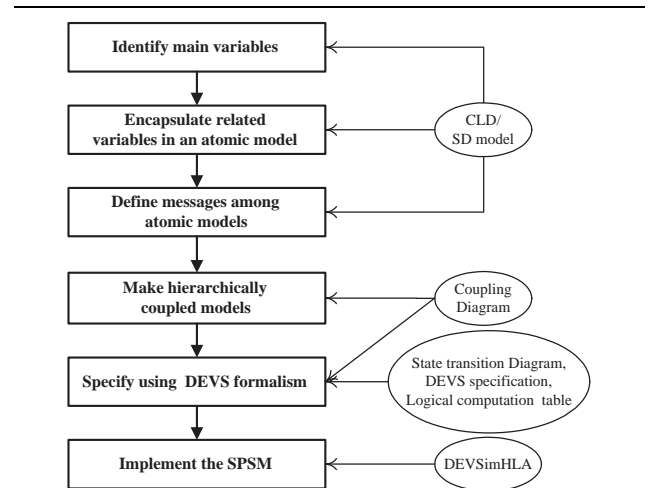 Identify main variables
Encapsulate related
variables in an atomic model
CLD/
SD model
Define messages among
atomic models
Make hierarchically
coupled models
Coupling
Diagram
Specify using DEVS formalism
State transition Diagram,
DEVS specification,
Logical computation table
Implement the SPSM
DEVSimHLA